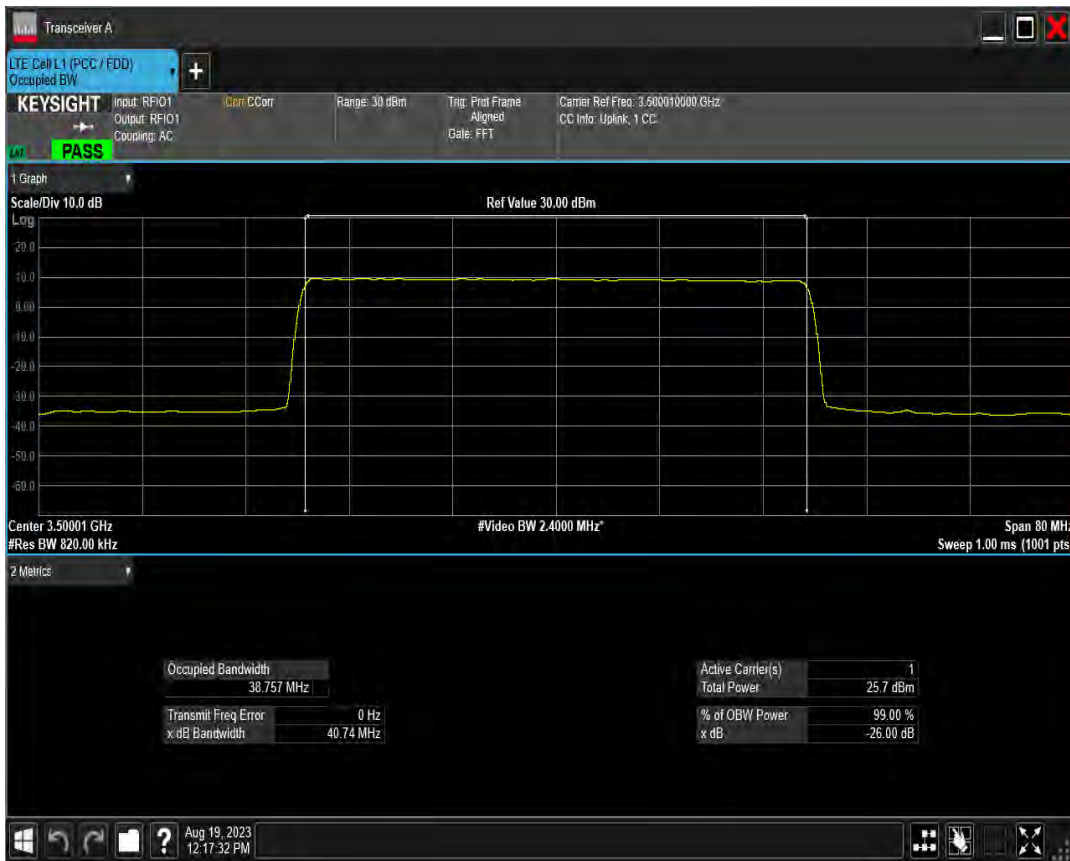 Transceiver A
LTE Cell L1 (PCC / FDD)
Occupied BW
+
KEYSIGHT
PASS
Input: RFIO1
Output: RFIO1
Coupling: AC
Corr CCorr
Range: 30 dBm
Trig: Prot Frame
Aligned
Gate: FFT
Carrier Ref Freq: 3.500010000 GHz
CC Info: Uplink, 1 CC
1 Graph
Scale/Div 10.0 dB
Ref Value 30.00 dBm
Log
20.0
10.0
0.00
-10.0
-20.0
-30.0
-40.0
-50.0
-60.0
Center 3.50001 GHz
#Video BW 2.4000 MHz*
Span 80 MHz
#Res BW 820.00 kHz
Sweep 1.00 ms (1001 pts
2 Metrics
Occupied Bandwidth
38.757 MHz
Transmit Freq Error 0 Hz
x dB Bandwidth 40.74 MHz
Active Carrier(s) 1
Total Power 25.7 dBm
% of OBW Power 99.00 %
x dB -26.00 dB
?
Aug 19, 2023
12:17:32 PM